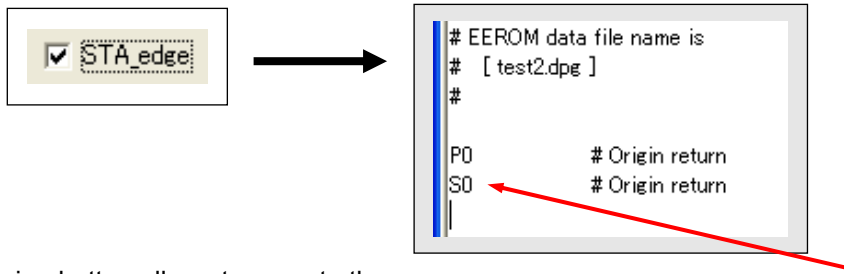 STA_edge
# EEROM data file name is
# [ test2.dpg ]
#
P0 # Origin return
S0 # Origin return